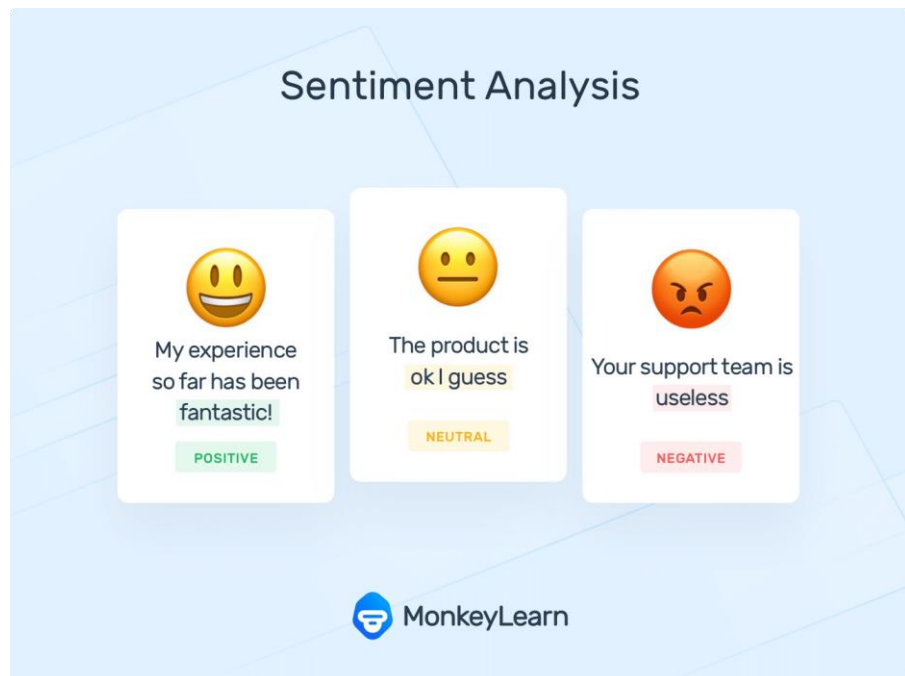 Sentiment Analysis
My experience
so far has been
fantastic!
POSITIVE
The product is
ok I guess
NEUTRAL
Your support team is
useless
NEGATIVE
MonkeyLearn